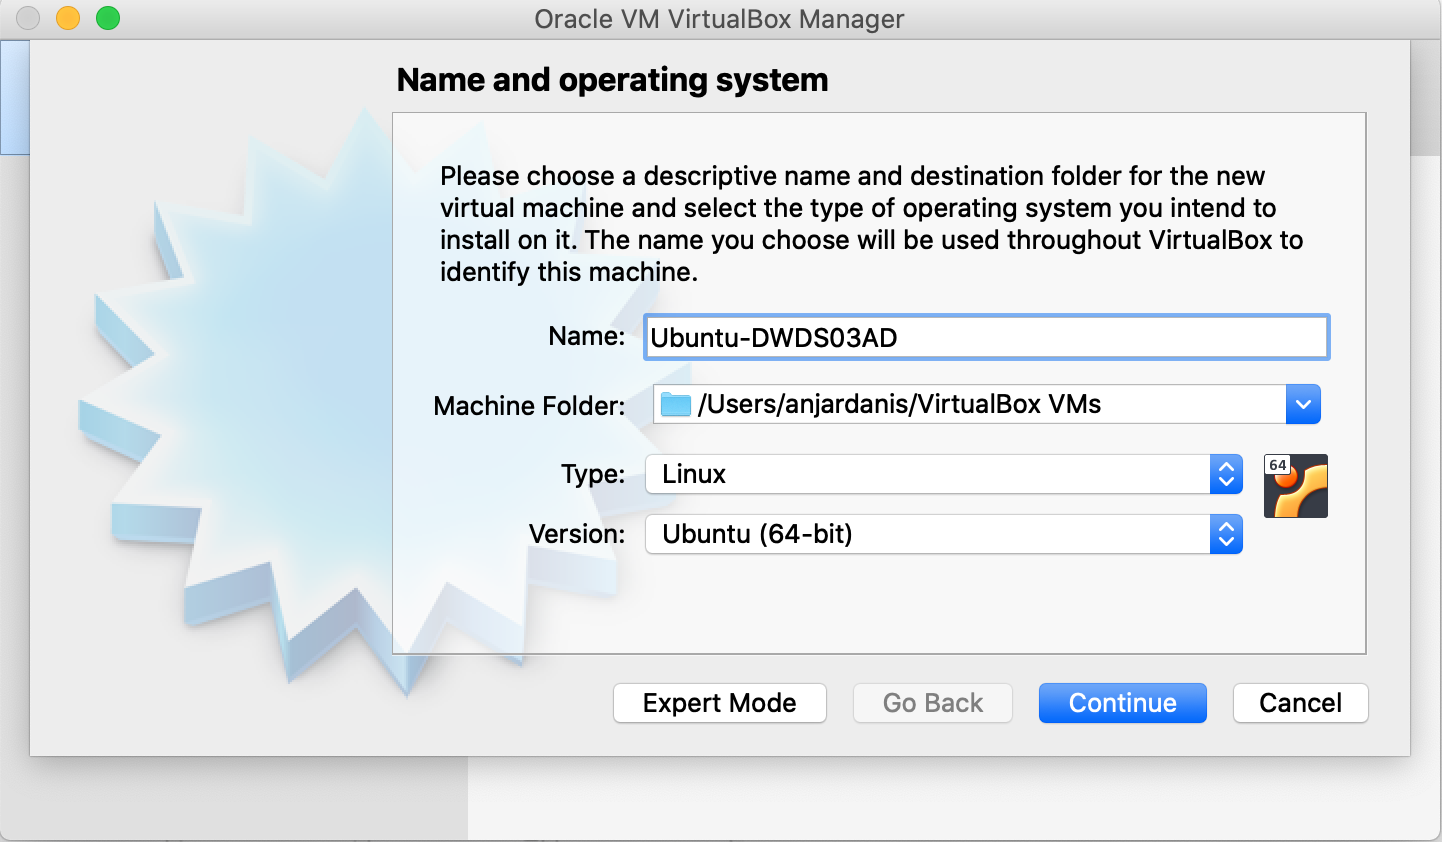 Oracle VM VirtualBox Manager
Name and operating system
Please choose a descriptive name and destination folder for the new
virtual machine and select the type of operating system you intend to
install on it. The name you choose will be used throughout VirtualBox to
identify this machine.
Name: Ubuntu-DWDS03AD
Machine Folder: /Users/anjardanis/VirtualBox VMs
Type: Linux
64
Version: Ubuntu (64-bit)
Expert Mode Go Back Continue Cancel